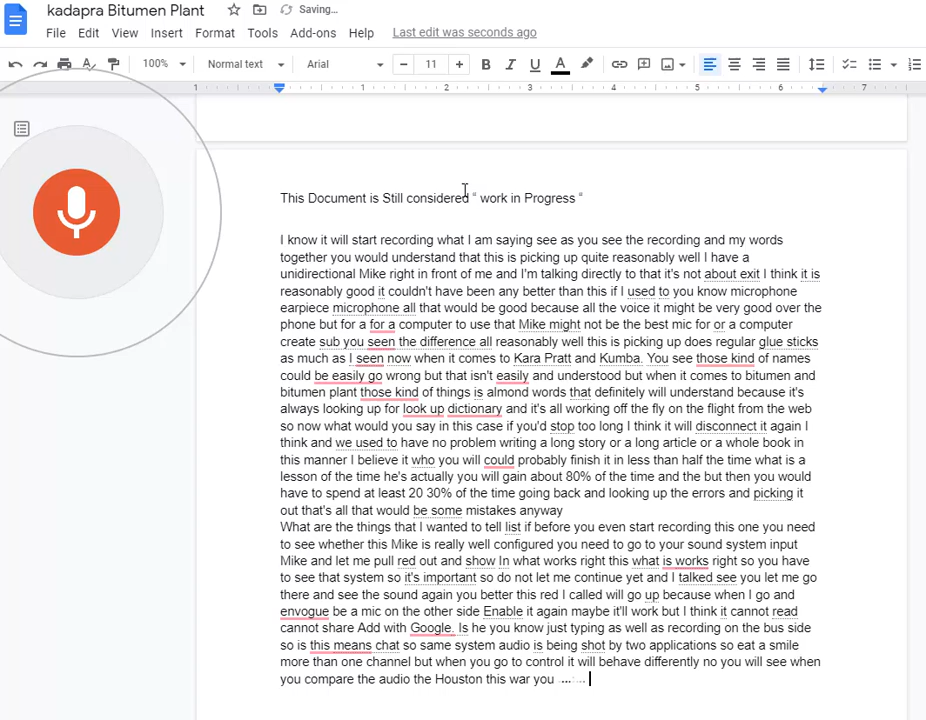 kadapra Bitumen Plant Saving...
File Edit View Insert Format Tools Add-ons Help Last edit was seconds ago
100% Normal text Arial 11 B I U A
1 1 2 3 4 5 6 7
This Document is Still considered “ work in Progress “
I know it will start recording what I am saying see as you see the recording and my words
together you would understand that this is picking up quite reasonably well I have a
unidirectional Mike right in front of me and I'm talking directly to that it's not about exit I think it is
reasonably good it couldn't have been any better than this if I used to you know microphone
earpiece microphone all that would be good because all the voice it might be very good over the
phone but for a for a computer to use that Mike might not be the best mic for or a computer
create sub you seen the difference all reasonably well this is picking up does regular glue sticks
as much as I seen now when it comes to Kara Pratt and Kumba. You see those kind of names
could be easily go wrong but that isn't easily and understood but when it comes to bitumen and
bitumen plant those kind of things is almond words that definitely will understand because it's
always looking up for look up dictionary and it's all working off the fly on the flight from the web
so now what would you say in this case if you'd stop too long I think it will disconnect it again I
think and we used to have no problem writing a long story or a long article or a whole book in
this manner I believe it who you will could probably finish it in less than half the time what is a
lesson of the time he's actually you will gain about 80% of the time and the but then you would
have to spend at least 20 30% of the time going back and looking up the errors and picking it
out that's all that would be some mistakes anyway
What are the things that I wanted to tell list if before you even start recording this one you need
to see whether this Mike is really well configured you need to go to your sound system input
Mike and let me pull red out and show In what works right this what is works right so you have
to see that system so it's important so do not let me continue yet and I talked see you let me go
there and see the sound again you better this red I called will go up because when I go and
envogue be a mic on the other side Enable it again maybe it'll work but I think it cannot read
cannot share Add with Google. Is he you know just typing as well as recording on the bus side
so is this means chat so same system audio is being shot by two applications so eat a smile
more than one channel but when you go to control it will behave differently no you will see when
you compare the audio the Houston this war you ...